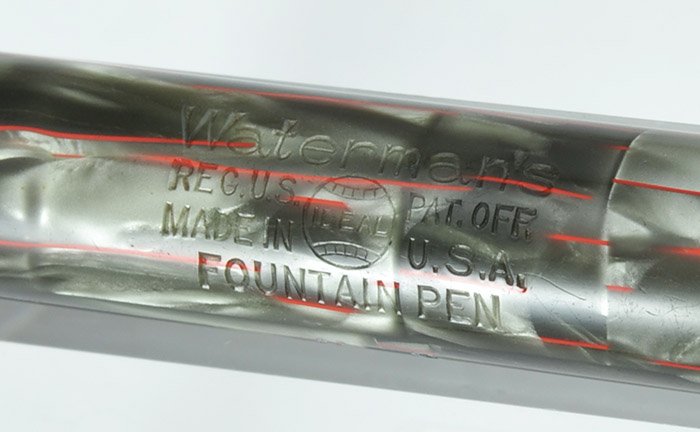 Waterman's
REG. U.S. IDEAL PAT. OFF.
MADE IN U.S.A.
FOUNTAIN PEN